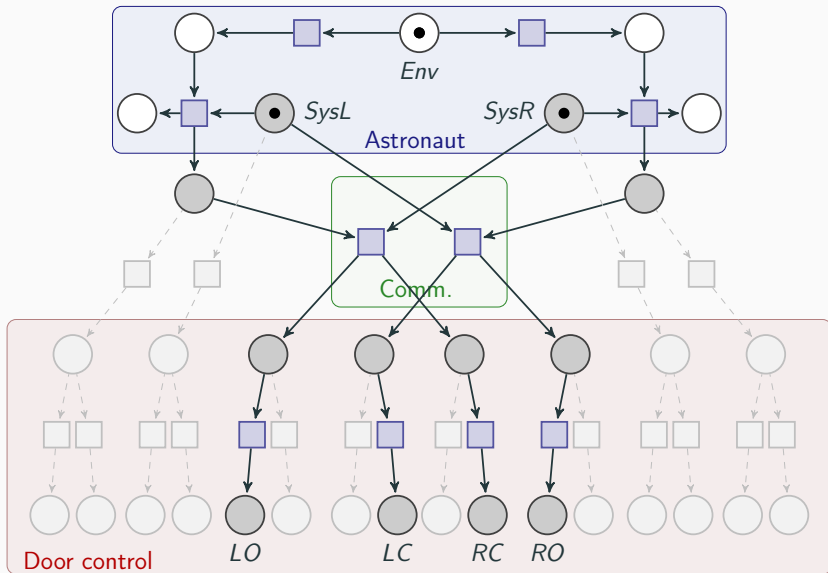 Env
SysL
SysR
Astronaut
Comm.
LO
LC
RC
RO
Door control